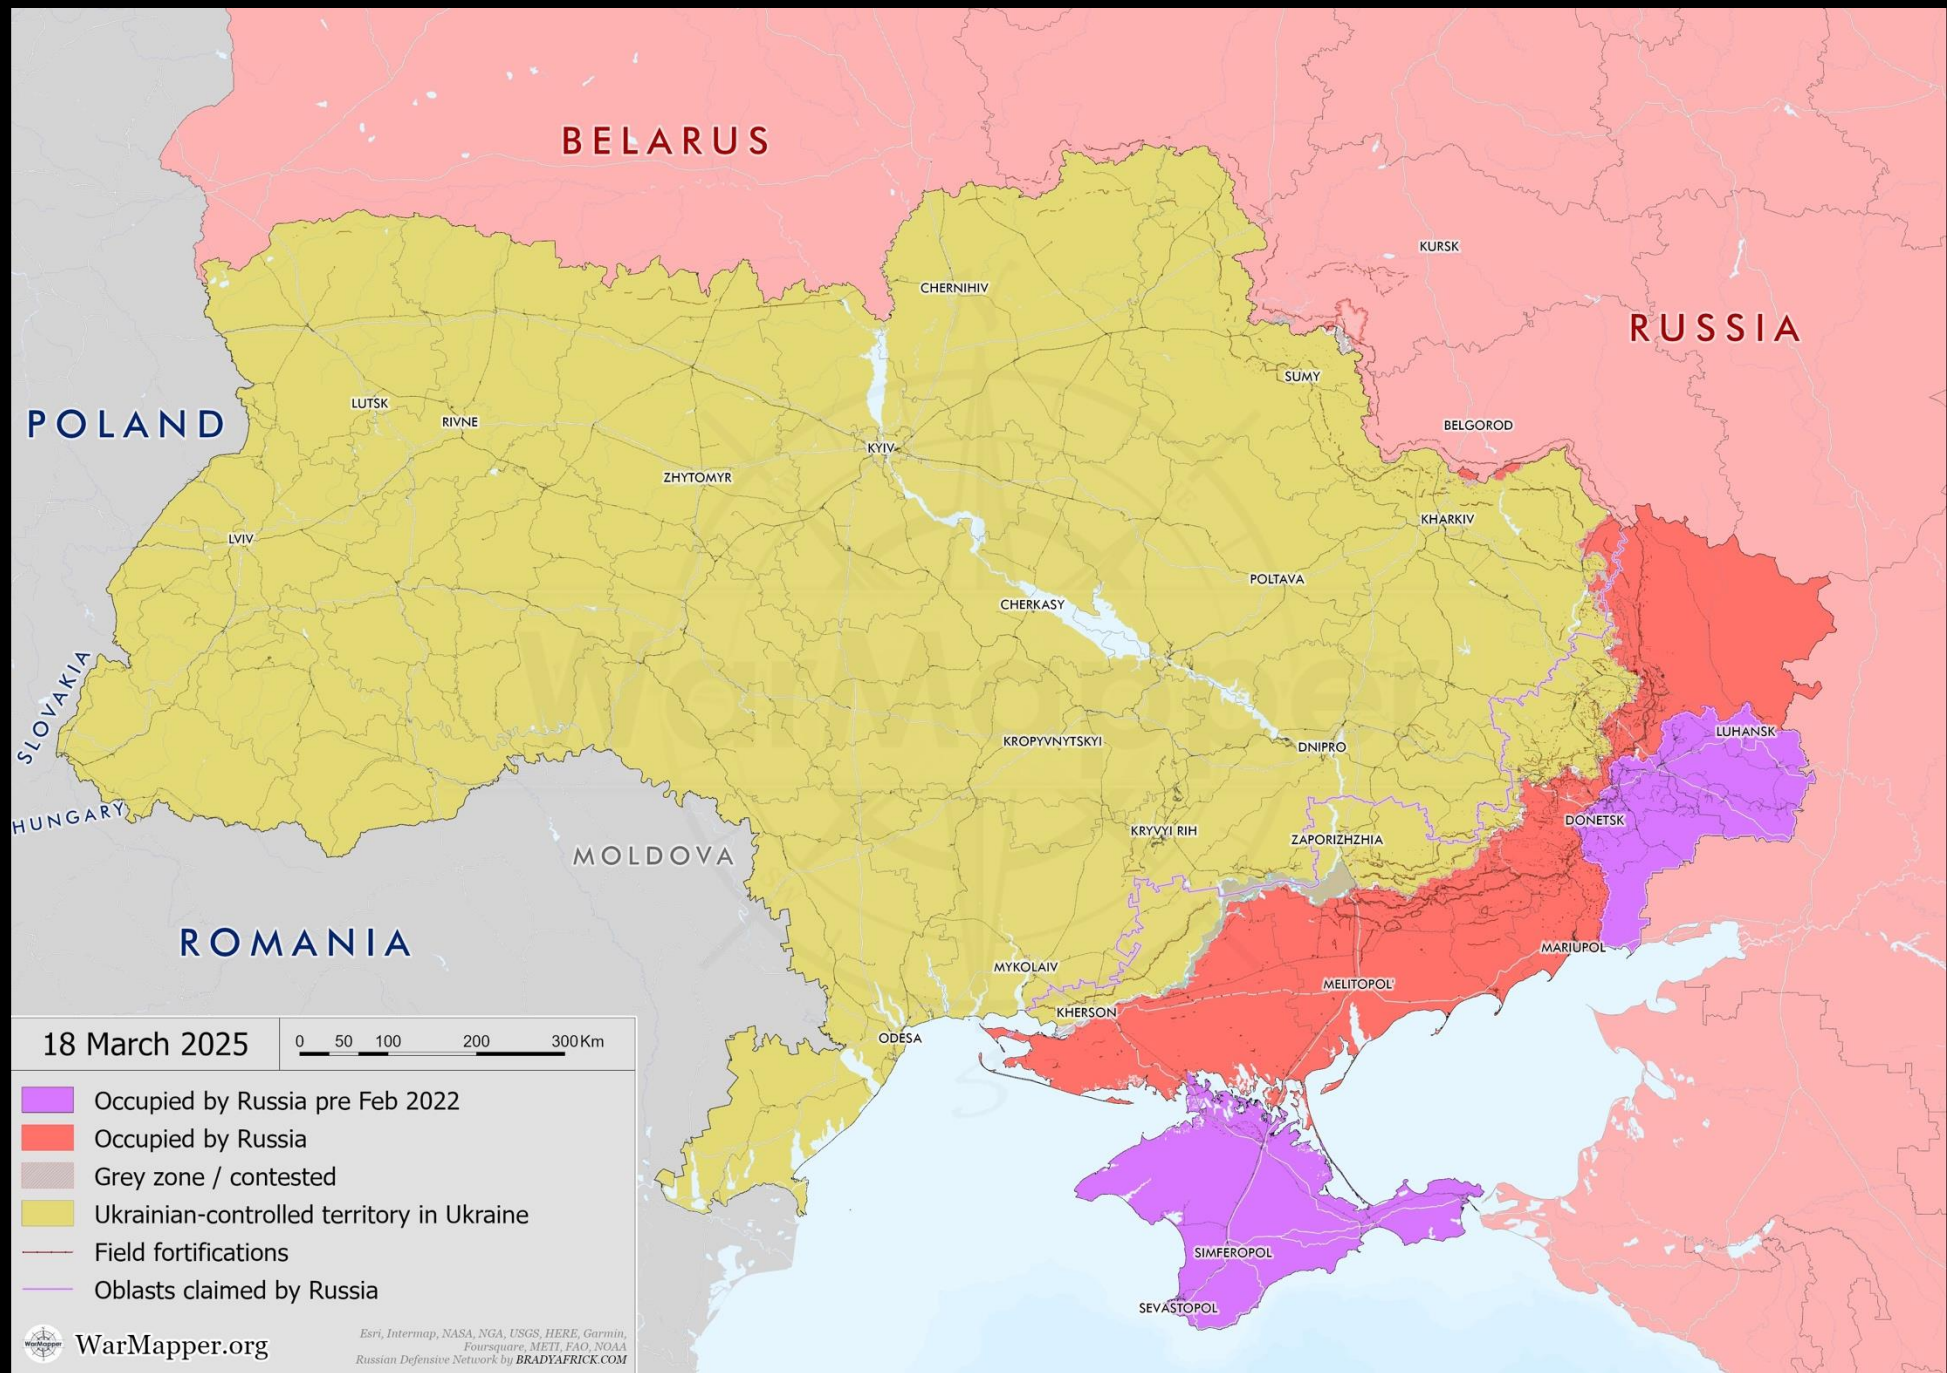 BELARUS
KURSK
CHERNIHIV
RUSSIA
SUMY
POLAND
LUTSK
RIVNE
BELGOROD
KYIV
ZHYTOMYR
KHARKIV
LVIV
POLTAVA
CHERKASY
SLOVAKIA
WarMapper
LUHANSK
KROPYVNYTSKYI
DNIPRO
HUNGARY
DONETSK
KRYVYI RIH
ZAPORIZHZHIA
MOLDOVA
ROMANIA
MARIUPOL
MYKOLAIV
MELITOPOL'
KHERSON
ODESA
SIMFEROPOL
SEVASTOPOL
18 March 2025
0 50 100 200 300 Km
Occupied by Russia pre Feb 2022
Occupied by Russia
Grey zone / contested
Ukrainian-controlled territory in Ukraine
Field fortifications
Oblasts claimed by Russia
WarMapper.org
Esri, Intermap, NASA, NGA, USGS, HERE, Garmin,
Foursquare, METI, FAO, NOAA
Russian Defensive Network by BRADYAFRICK.COM